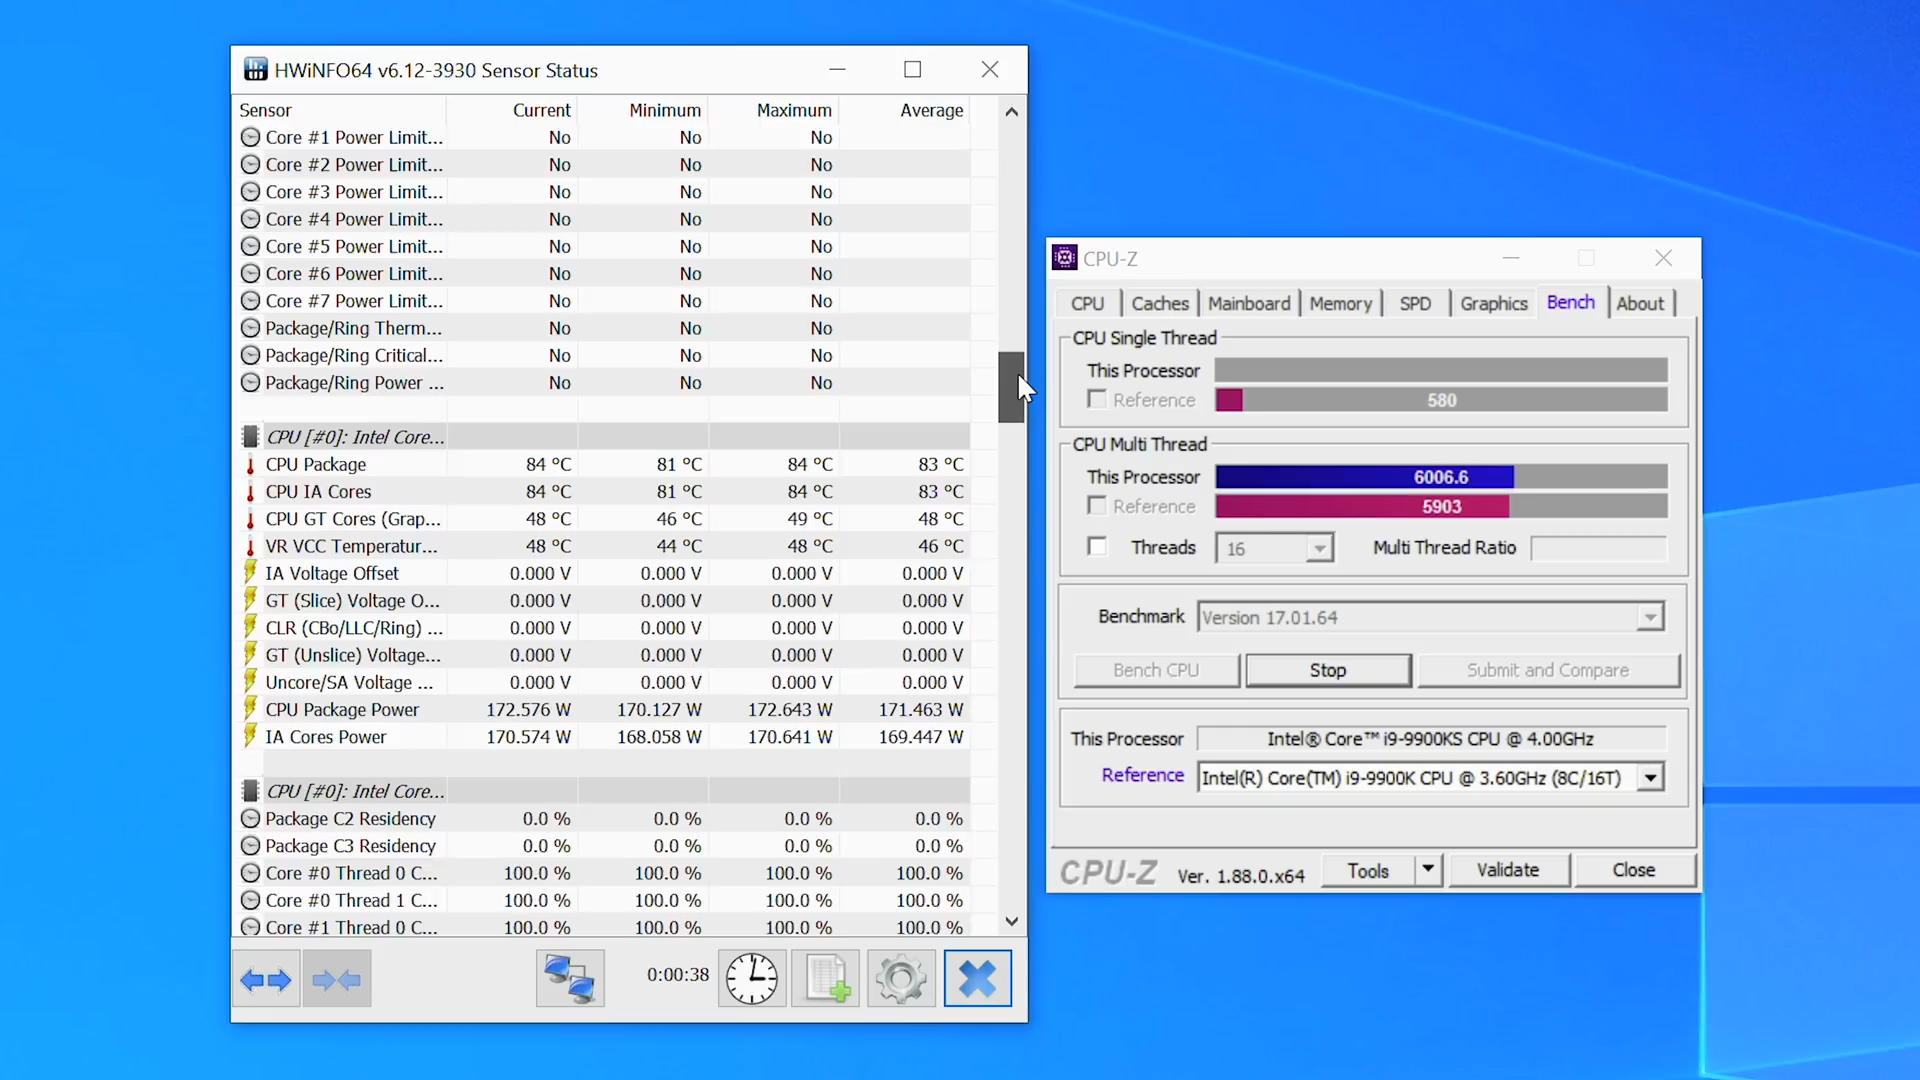 HWiNFO64 v6.12-3930 Sensor Status
Sensor Current Minimum Maximum Average
Core #1 Power Limit... No No No
Core #2 Power Limit... No No No
Core #3 Power Limit... No No No
Core #4 Power Limit... No No No
Core #5 Power Limit... No No No
Core #6 Power Limit... No No No
Core #7 Power Limit... No No No
Package/Ring Therm... No No No
Package/Ring Critical... No No No
Package/Ring Power ... No No No
CPU [#0]: Intel Core...
CPU Package 84 °C 81 °C 84 °C 83 °C
CPU IA Cores 84 °C 81 °C 84 °C 83 °C
CPU GT Cores (Grap... 48 °C 46 °C 49 °C 48 °C
VR VCC Temperatur... 48 °C 44 °C 48 °C 46 °C
IA Voltage Offset 0.000 V 0.000 V 0.000 V 0.000 V
GT (Slice) Voltage O... 0.000 V 0.000 V 0.000 V 0.000 V
CLR (CBo/LLC/Ring) ... 0.000 V 0.000 V 0.000 V 0.000 V
GT (Unslice) Voltage... 0.000 V 0.000 V 0.000 V 0.000 V
Uncore/SA Voltage ... 0.000 V 0.000 V 0.000 V 0.000 V
CPU Package Power 172.576 W 170.127 W 172.643 W 171.463 W
IA Cores Power 170.574 W 168.058 W 170.641 W 169.447 W
CPU [#0]: Intel Core...
Package C2 Residency 0.0 % 0.0 % 0.0 % 0.0 %
Package C3 Residency 0.0 % 0.0 % 0.0 % 0.0 %
Core #0 Thread 0 C... 100.0 % 100.0 % 100.0 % 100.0 %
Core #0 Thread 1 C... 100.0 % 100.0 % 100.0 % 100.0 %
Core #1 Thread 0 C... 100.0 % 100.0 % 100.0 % 100.0 %
0:00:38
CPU-Z
CPU Caches Mainboard Memory SPD Graphics Bench About
CPU Single Thread
This Processor
Reference 580
CPU Multi Thread
This Processor 6006.6
Reference 5903
Threads 16 Multi Thread Ratio
Benchmark Version 17.01.64
Bench CPU Stop Submit and Compare
This Processor Intel® Core™ i9-9900KS CPU @ 4.00GHz
Reference Intel(R) Core(TM) i9-9900K CPU @ 3.60GHz (8C/16T)
CPU-Z Ver. 1.88.0.x64 Tools Validate Close